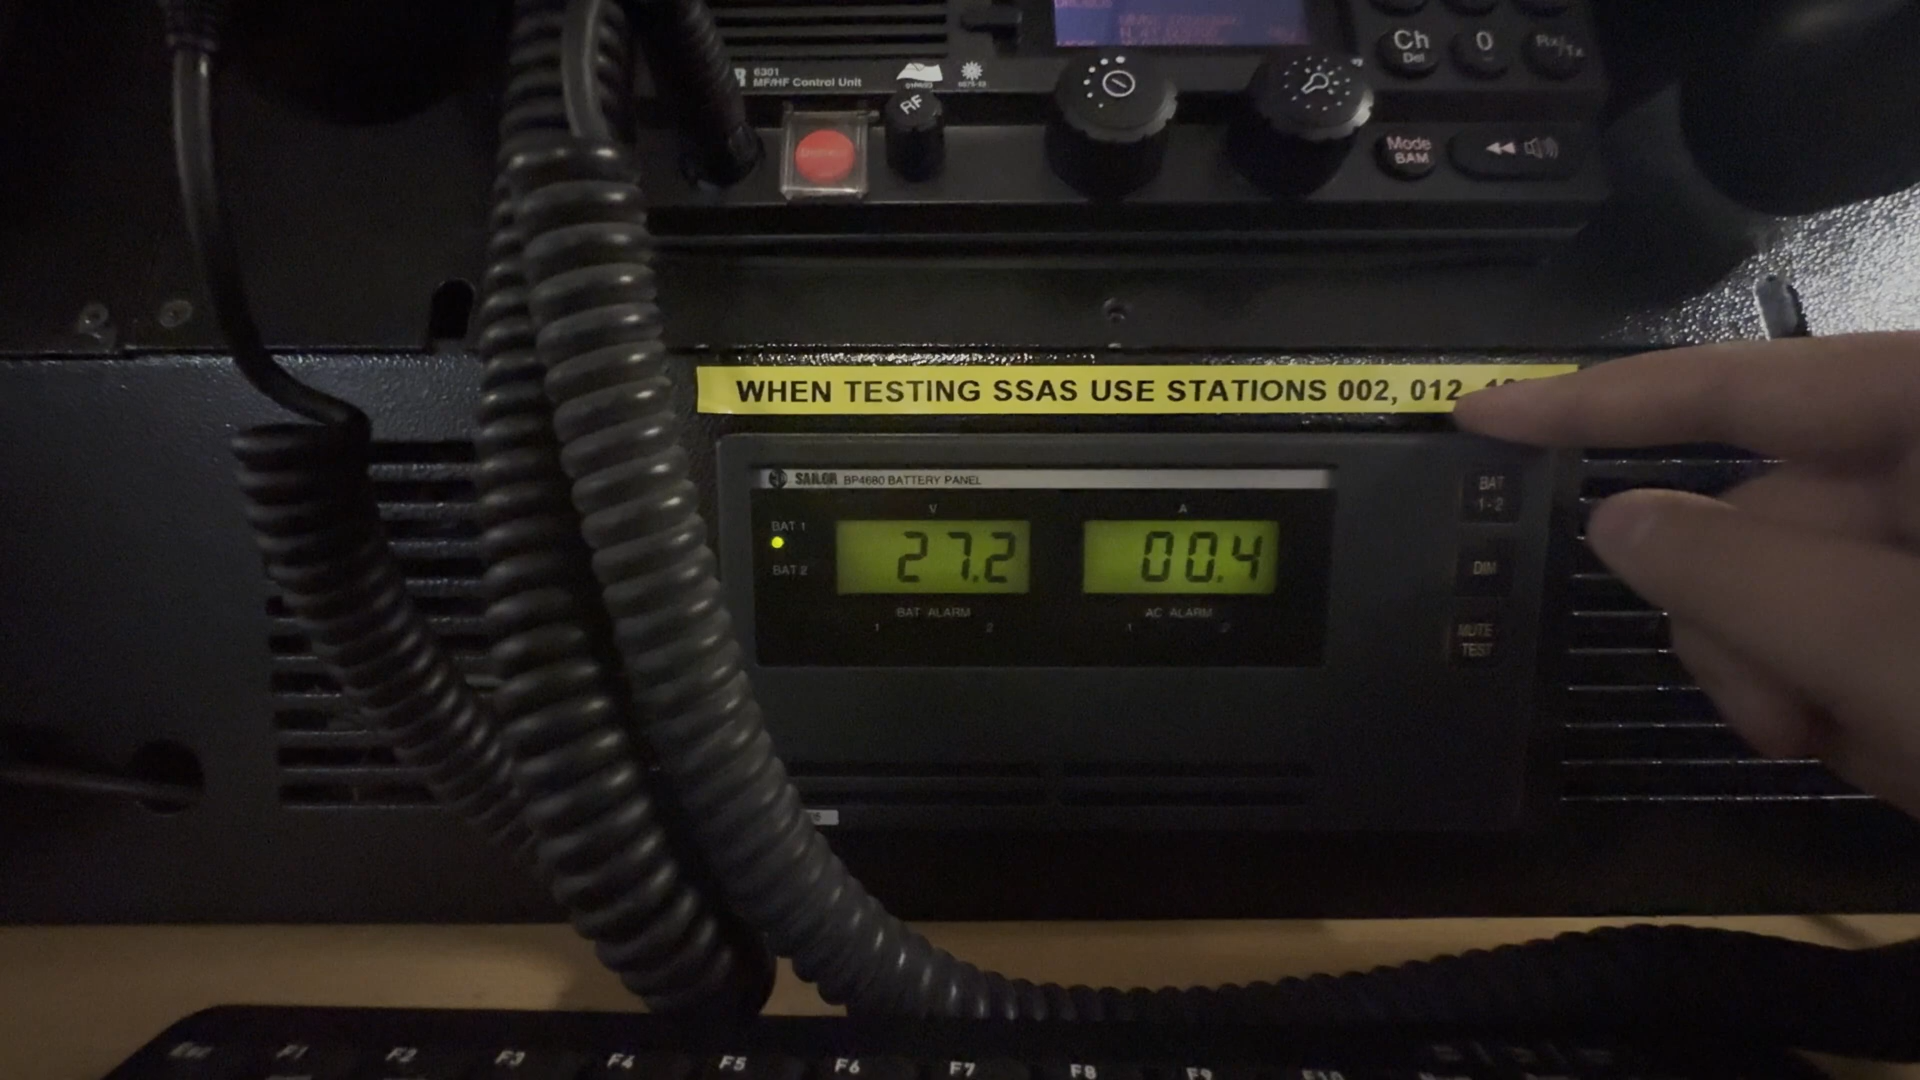 6301
MF/HF Control Unit
RF
Ch
Del
0
Rx/
Tx
Mode
BAM
WHEN TESTING SSAS USE STATIONS 002, 012
SAILOR BP4680 BATTERY PANEL
V
A
BAT 1
BAT 2
27.2
00.4
BAT ALARM
AC ALARM
1
2
1
2
BAT
1-2
DIM
MUTE
TEST
Esc
F1
F2
F3
F4
F5
F6
F7
F8
F9
F10